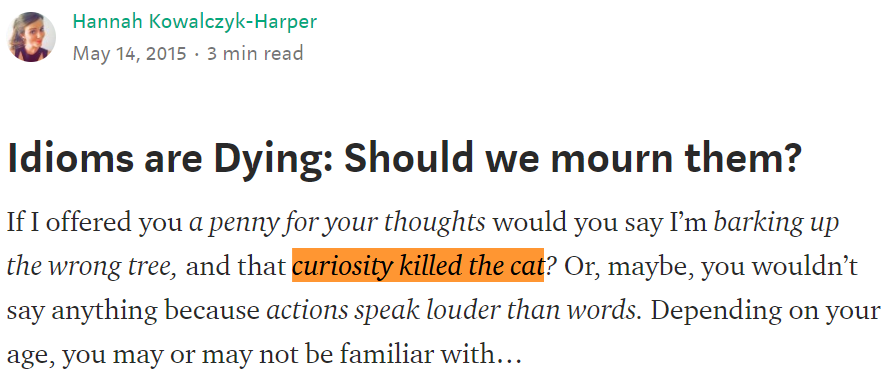 Hannah Kowalczyk-Harper
May 14, 2015 · 3 min read
Idioms are Dying: Should we mourn them?
If I offered you a penny for your thoughts would you say I’m barking up
the wrong tree, and that curiosity killed the cat? Or, maybe, you wouldn’t
say anything because actions speak louder than words. Depending on your
age, you may or may not be familiar with…